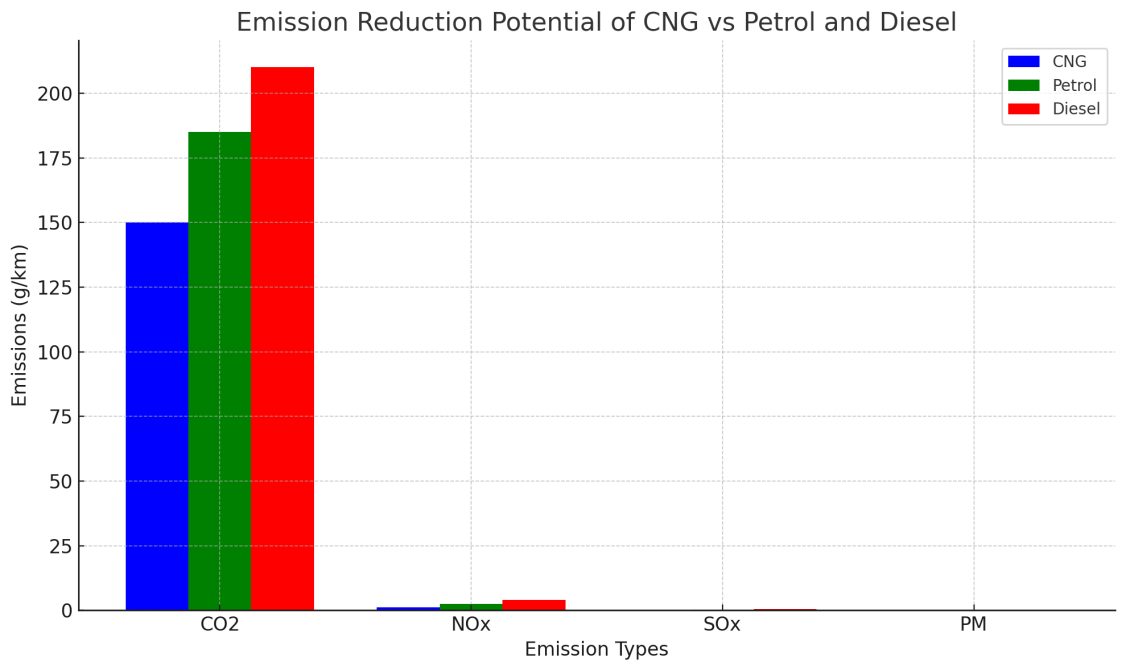 Emission Reduction Potential of CNG vs Petrol and Diesel
CNG
Petrol
Diesel
200
175
150
125
100
75
50
25
0
Emissions (g/km)
CO2
NOx
SOx
PM
Emission Types